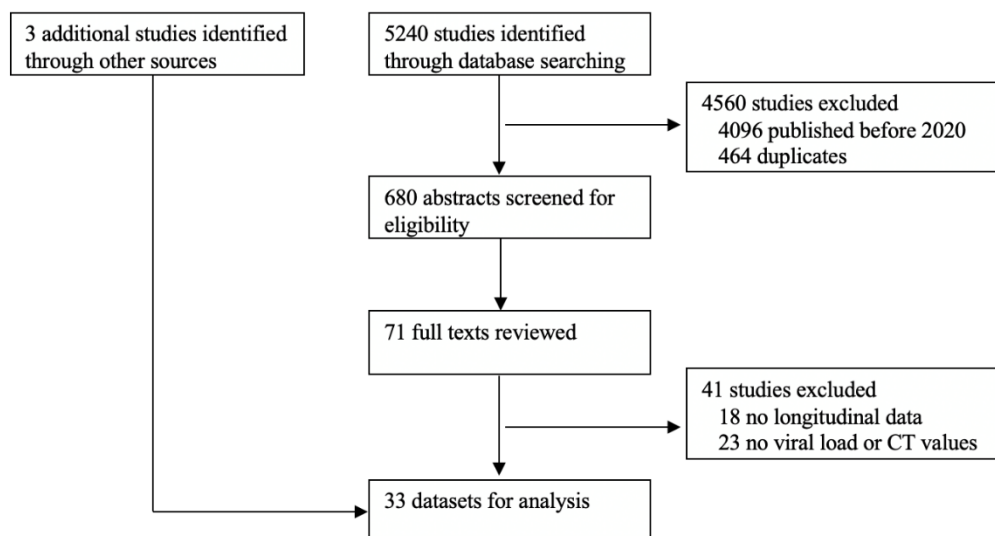 3 additional studies identified
through other sources
5240 studies identified
through database searching
4560 studies excluded
4096 published before 2020
464 duplicates
680 abstracts screened for
eligibility
71 full texts reviewed
41 studies excluded
18 no longitudinal data
23 no viral load or CT values
33 datasets for analysis